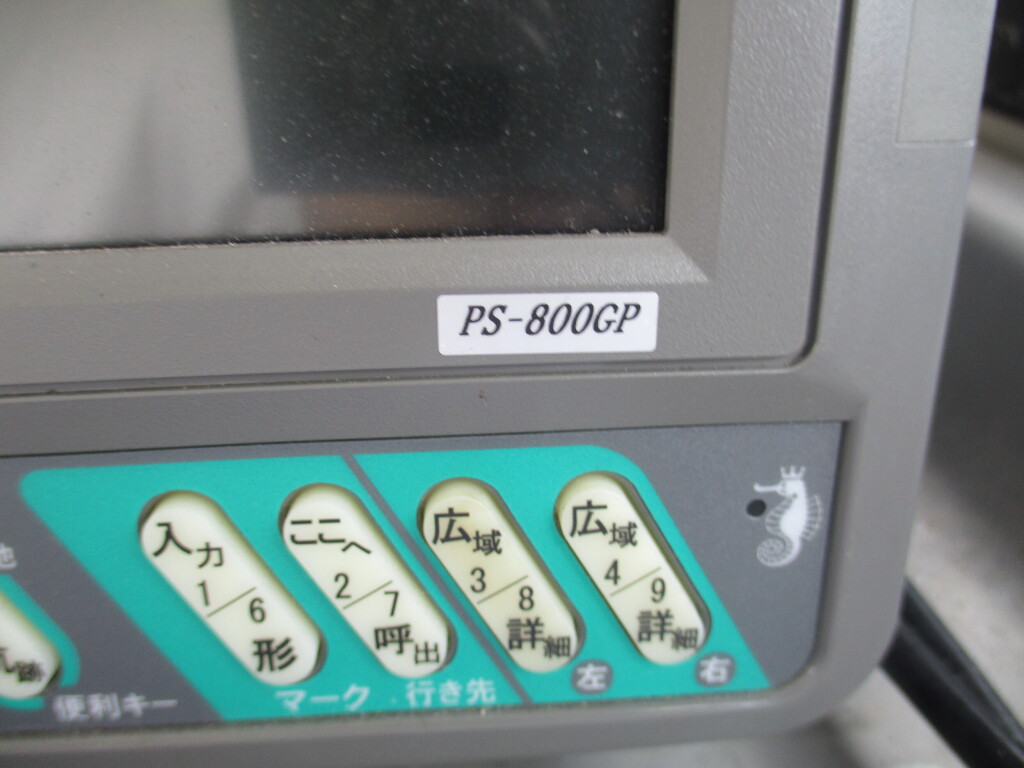 PS-800GP
入力
1/6
形
ここへ
2/7
呼出
広域
3/8
詳細
広域
4/9
詳細
左
右
マーク
行き先
便利キー
跡